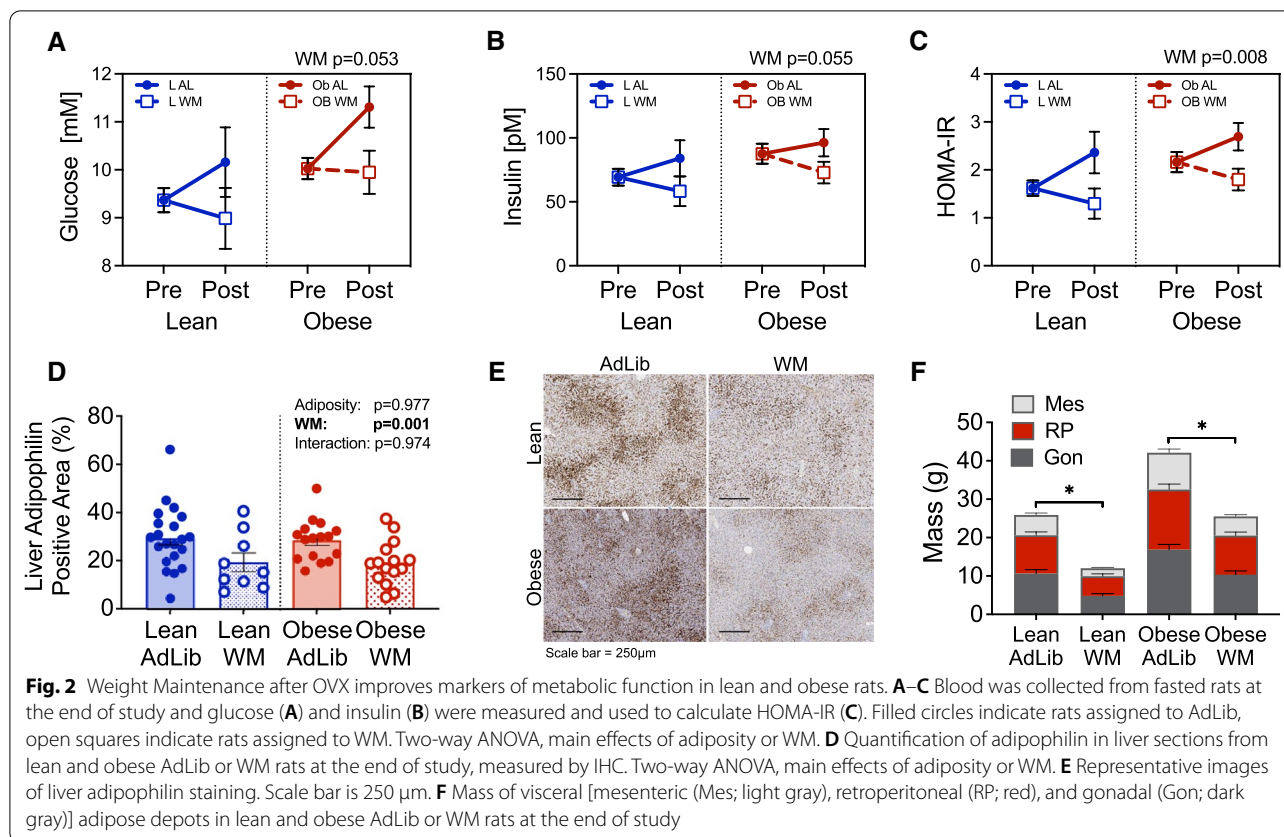 A
WM p=0.053
Glucose [mM]
12
11
10
9
8
L AL
L WM
Ob AL
OB WM
Pre Post Pre Post
Lean Obese
B
WM p=0.055
Insulin [pM]
150
100
50
0
L AL
L WM
Ob AL
OB WM
Pre Post Pre Post
Lean Obese
C
WM p=0.008
HOMA-IR
4
3
2
1
0
L AL
L WM
Ob AL
OB WM
Pre Post Pre Post
Lean Obese
D
Liver Adipophilin
Positive Area (%)
80
60
40
20
0
Adiposity: p=0.977
WM: p=0.001
Interaction: p=0.974
Lean Lean Obese Obese
AdLib WM AdLib WM
E
AdLib WM
Lean
Obese
Scale bar = 250µm
F
Mes
RP
Gon
Mass (g)
50
40
30
20
10
0
*
*
Lean Lean Obese Obese
AdLib WM AdLib WM
Fig. 2 Weight Maintenance after OVX improves markers of metabolic function in lean and obese rats. A–C Blood was collected from fasted rats at
the end of study and glucose (A) and insulin (B) were measured and used to calculate HOMA-IR (C). Filled circles indicate rats assigned to AdLib,
open squares indicate rats assigned to WM. Two-way ANOVA, main effects of adiposity or WM. D Quantification of adipophilin in liver sections from
lean and obese AdLib or WM rats at the end of study, measured by IHC. Two-way ANOVA, main effects of adiposity or WM. E Representative images
of liver adipophilin staining. Scale bar is 250 µm. F Mass of visceral [mesenteric (Mes; light gray), retroperitoneal (RP; red), and gonadal (Gon; dark
gray)] adipose depots in lean and obese AdLib or WM rats at the end of study